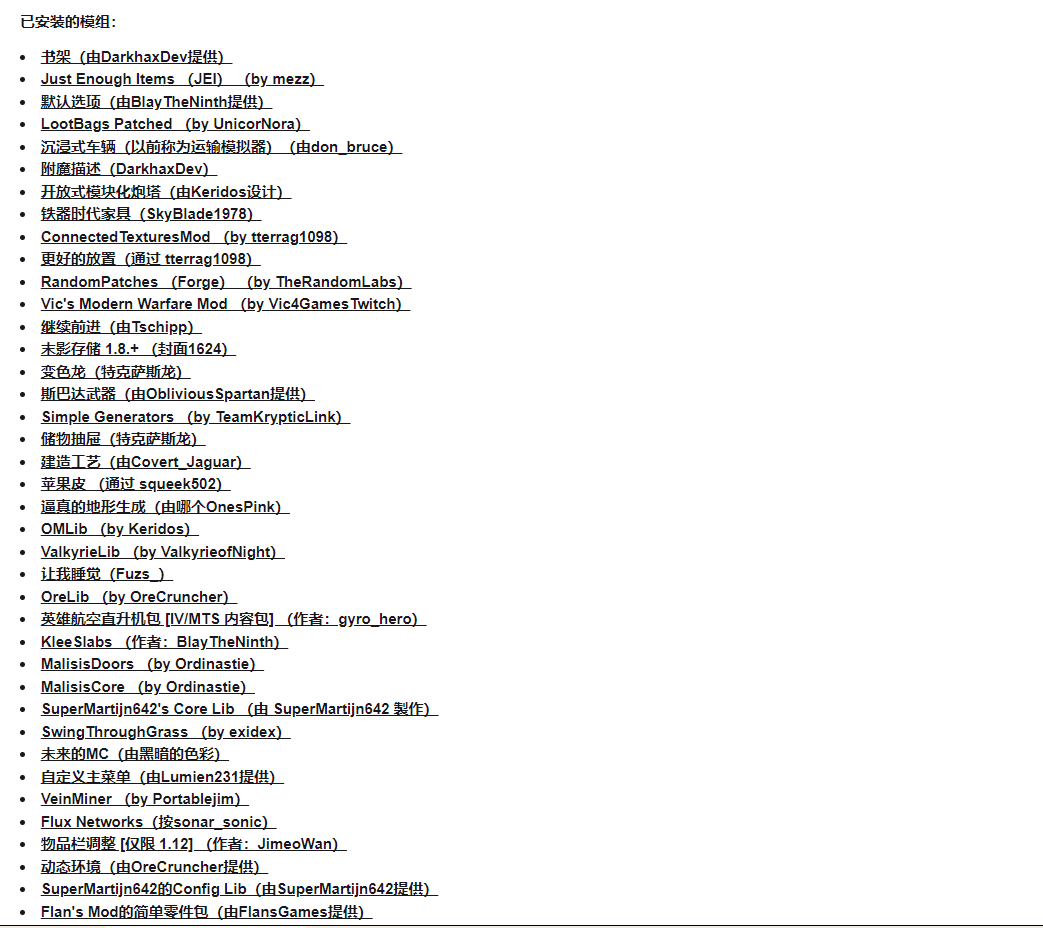 已安装的模组：
书架（由DarkhaxDev提供）
Just Enough Items （JEI） （by mezz）
默认选项（由BlayTheNinth提供）
LootBags Patched （by UnicorNora）
沉浸式车辆（以前称为运输模拟器）（由don_bruce）
附魔描述（DarkhaxDev）
开放式模块化炮塔（由Keridos设计）
铁器时代家具（SkyBlade1978）
ConnectedTexturesMod （by tterrag1098）
更好的放置（通过 tterrag1098）
RandomPatches （Forge） （by TheRandomLabs）
Vic's Modern Warfare Mod （by Vic4GamesTwitch）
继续前进（由Tschipp）
末影存储 1.8.+ （封面1624）
变色龙（特克萨斯龙）
斯巴达武器（由ObliviousSpartan提供）
Simple Generators （by TeamKrypticLink）
储物抽屉（特克萨斯龙）
建造工艺（由Covert_Jaguar）
苹果皮 （通过 squeek502）
逼真的地形生成（由哪个OnesPink）
OMLib （by Keridos）
ValkyrieLib （by ValkyrieofNight）
让我睡觉（Fuzs_）
OreLib （by OreCruncher）
英雄航空直升机包 [IV/MTS 内容包] （作者：gyro_hero）
KleeSlabs （作者：BlayTheNinth）
MalisisDoors （by Ordinastie）
MalisisCore （by Ordinastie）
SuperMartijn642's Core Lib （由 SuperMartijn642 製作）
SwingThroughGrass （by exidex）
未来的MC（由黑暗的色彩）
自定义主菜单（由Lumien231提供）
VeinMiner （by Portablejim）
Flux Networks（按sonar_sonic）
物品栏调整 [仅限 1.12] （作者：JimeoWan）
动态环境（由OreCruncher提供）
SuperMartijn642的Config Lib（由SuperMartijn642提供）
Flan's Mod的简单零件包（由FlansGames提供）